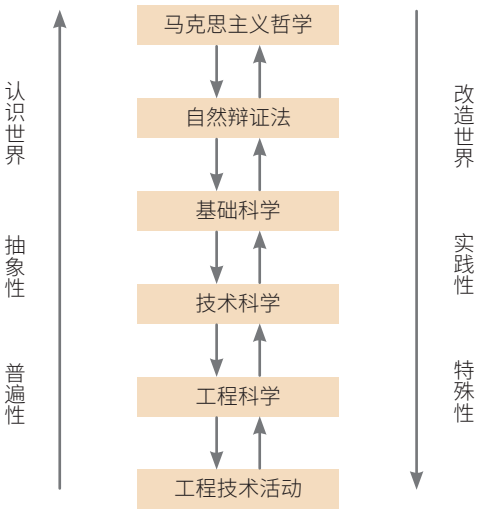 马克思主义哲学
自然辩证法
基础科学
技术科学
工程科学
工程技术活动
认识世界
抽象性
普遍性
改造世界
实践性
特殊性